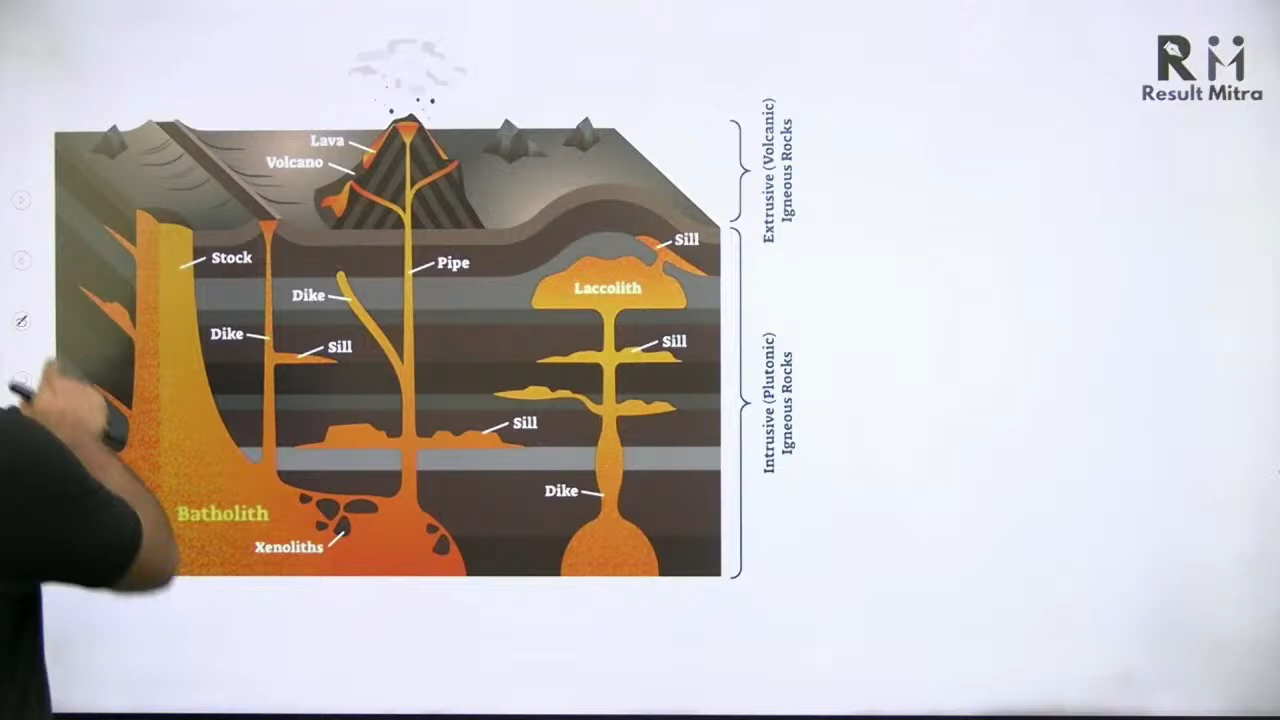 RM
Result Mitra
Lava
Volcano
Stock
Pipe
Sill
Dike
Laccolith
Dike
Sill
Sill
Sill
Dike
Batholith
Xenoliths
Extrusive (Volcanic)
Igneous Rocks
Intrusive (Plutonic)
Igneous Rocks